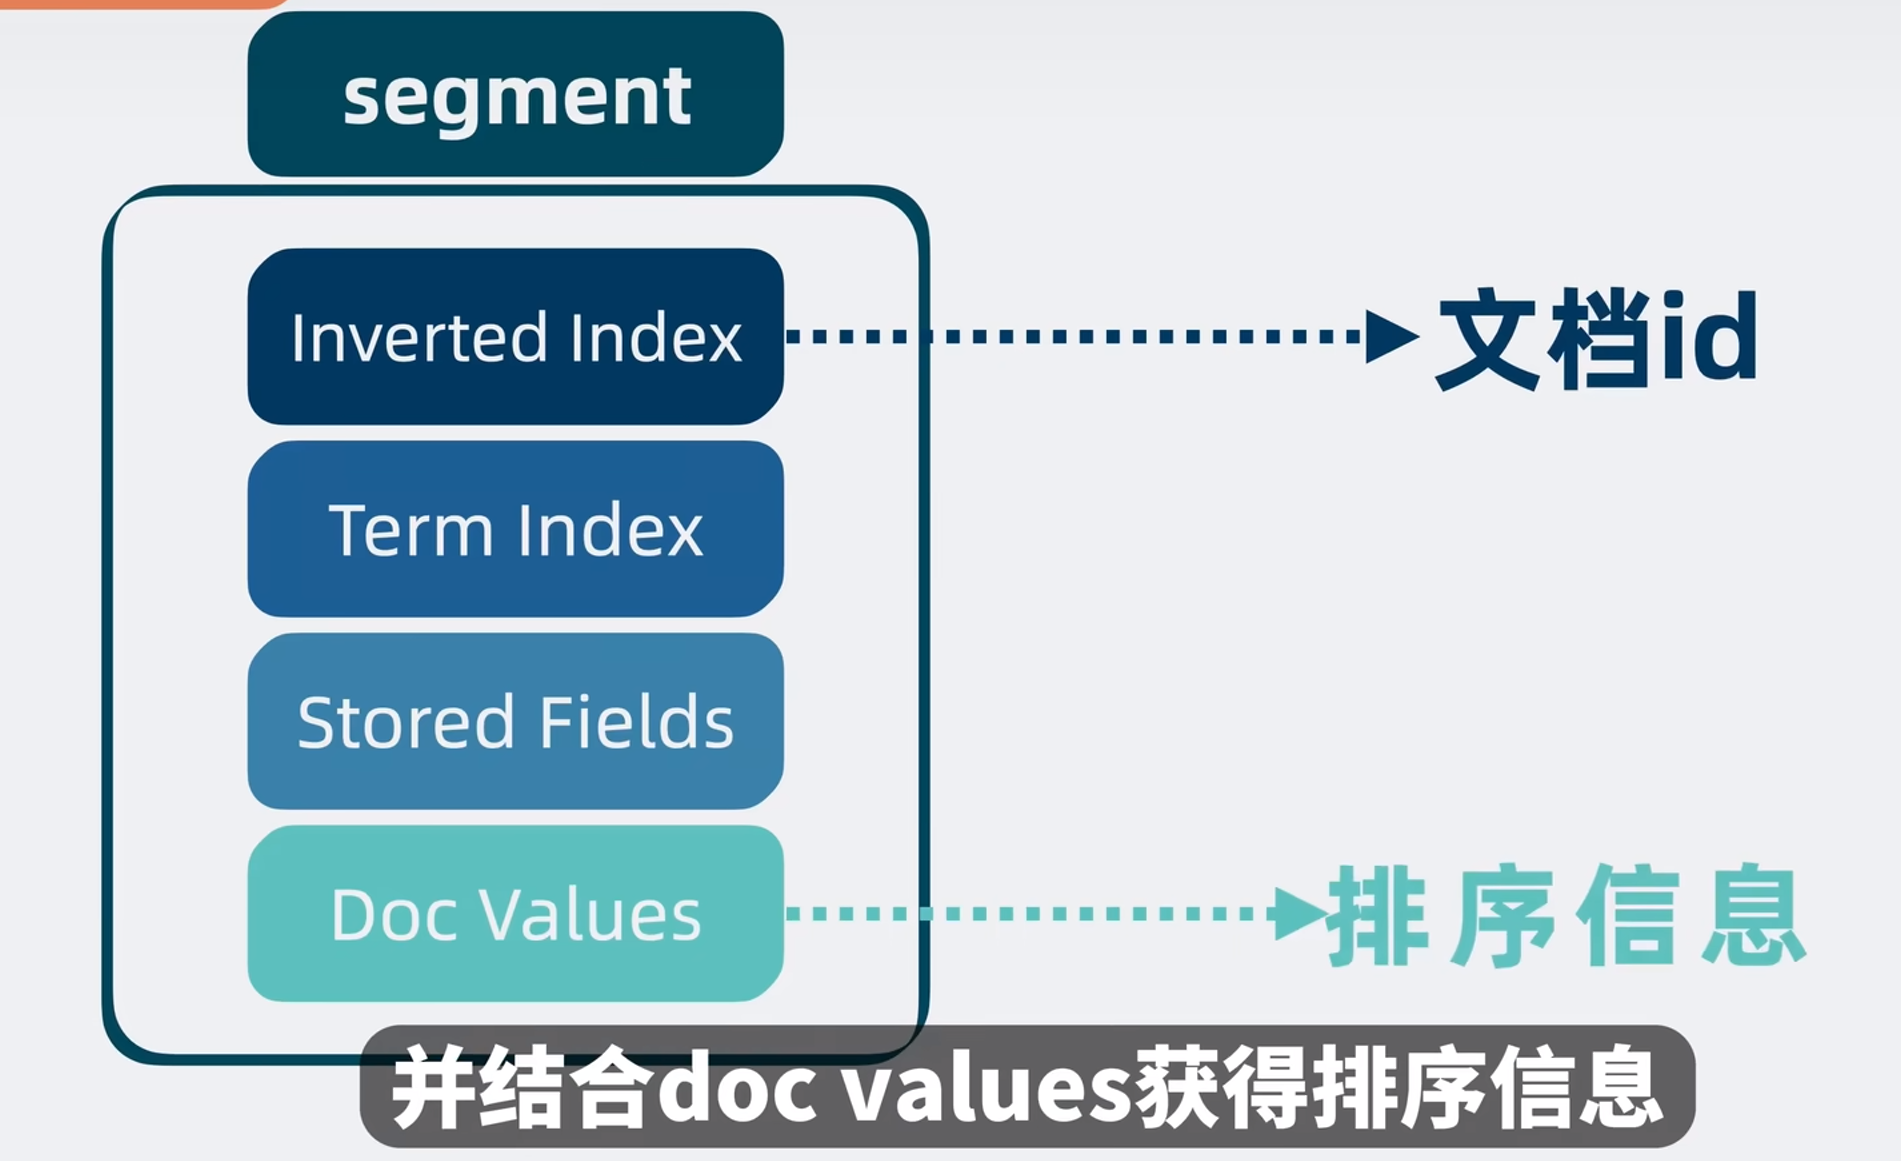 segment
Inverted Index
文档id
Term Index
Stored Fields
Doc Values
排序信息
并结合doc values获得排序信息